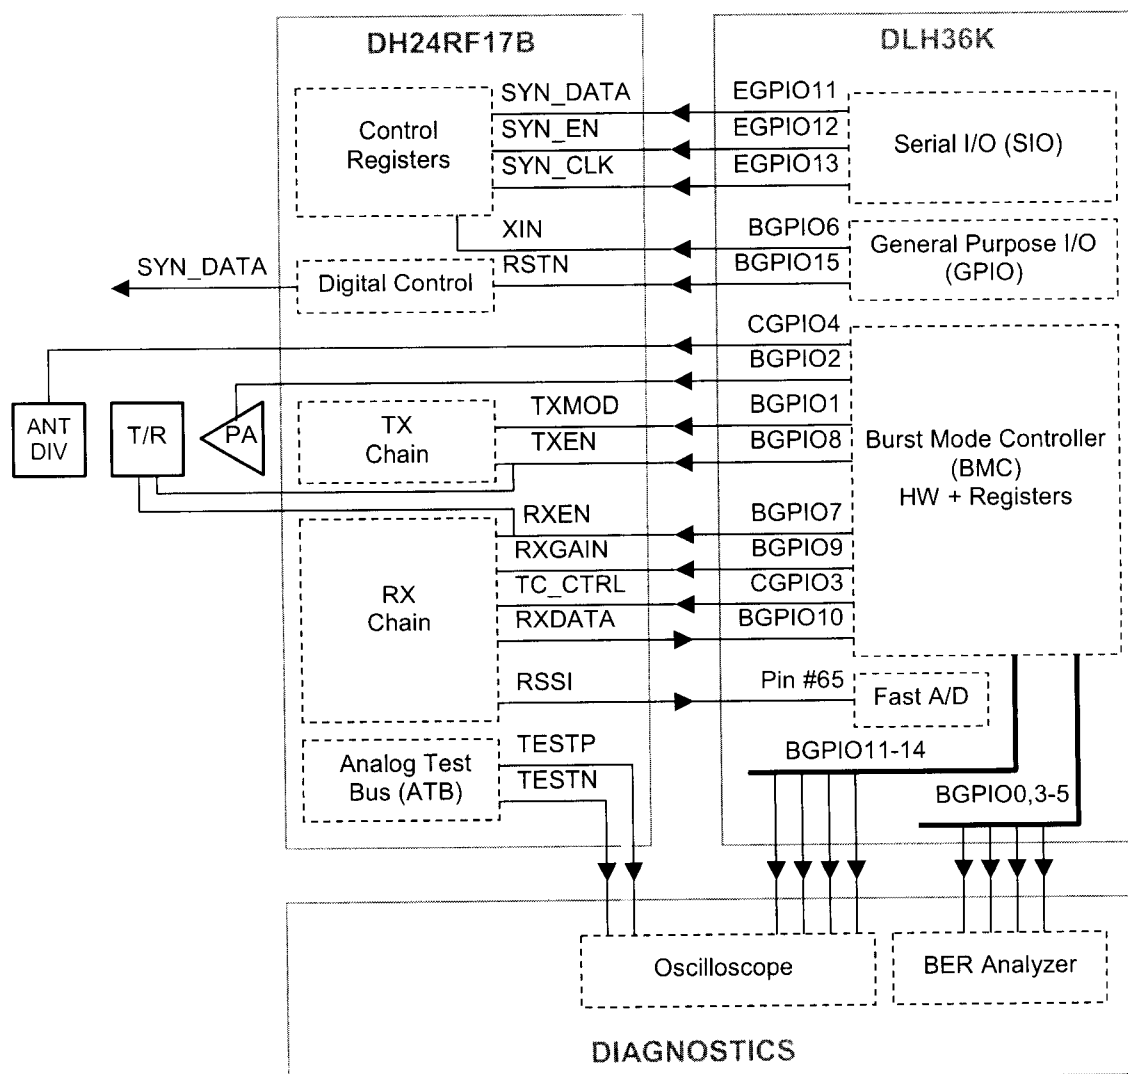 DH24RF17B
DLH36K
SYN_DATA
EGPIO11
Control
Registers
SYN_EN
EGPIO12
Serial I/O (SIO)
SYN_CLK
EGPIO13
XIN
BGPIO6
General Purpose I/O
(GPIO)
SYN_DATA
Digital Control
RSTN
BGPIO15
CGPIO4
BGPIO2
ANT
DIV
T/R
PA
TX
Chain
TXMOD
BGPIO1
TXEN
BGPIO8
Burst Mode Controller
(BMC)
HW + Registers
RXEN
BGPIO7
RXGAIN
BGPIO9
RX
Chain
TC_CTRL
CGPIO3
RXDATA
BGPIO10
RSSI
Pin #65
Fast A/D
Analog Test
Bus (ATB)
TESTP
TESTN
BGPIO11-14
BGPIO0,3-5
Oscilloscope
BER Analyzer
DIAGNOSTICS